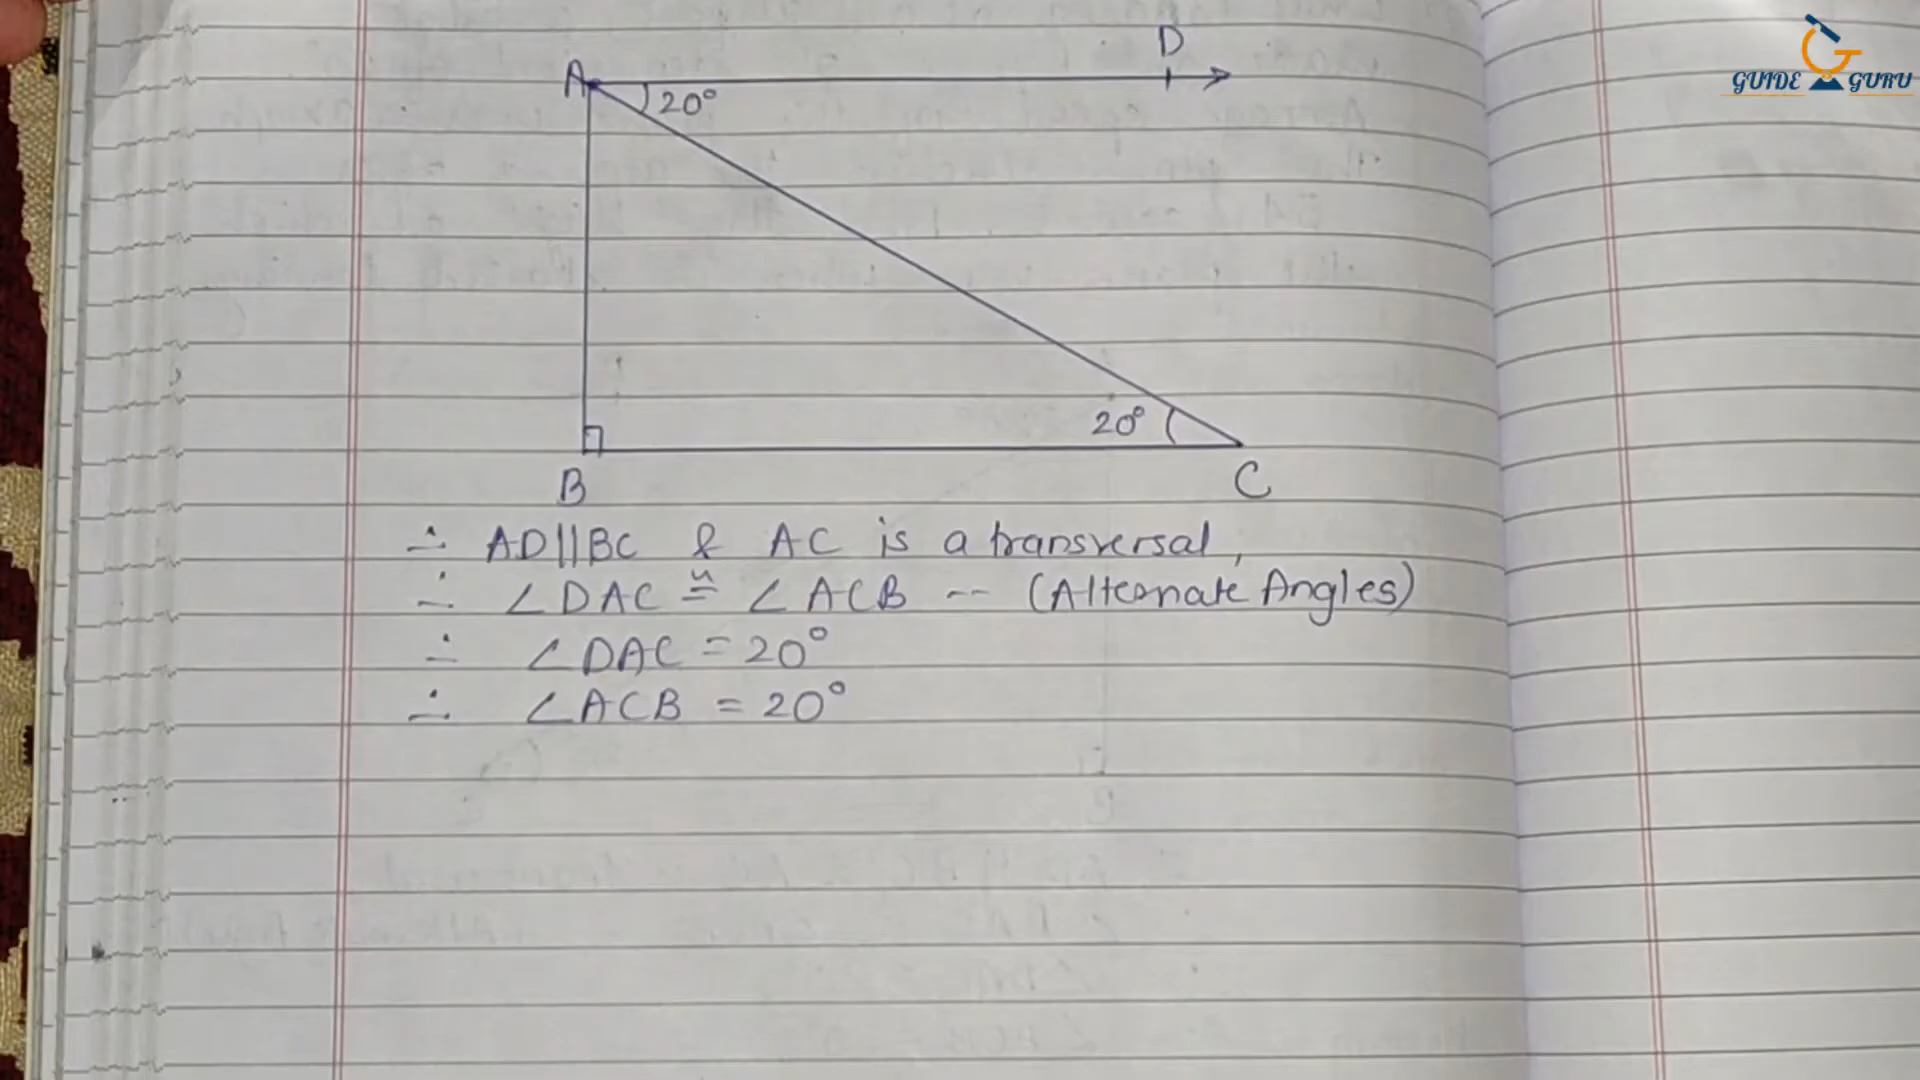 D
A
20°
GUIDE GURU
20°
B
C
∴ AD||BC & AC is a transversal,
∴ ∠DAC ≅ ∠ACB -- (Alternate Angles)
∴ ∠DAC = 20°
∴ ∠ACB = 20°